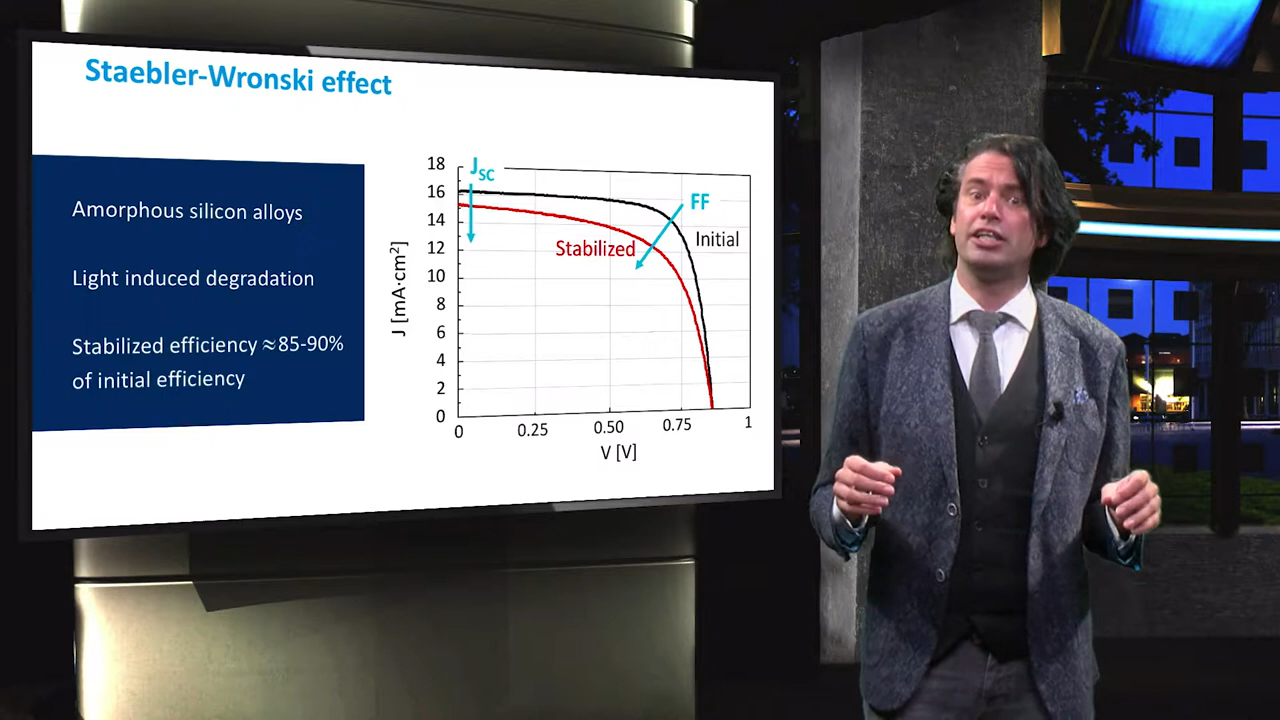 Staebler-Wronski effect
Amorphous silicon alloys
Light induced degradation
Stabilized efficiency ≈85-90%
of initial efficiency
J [mA·cm²]
18
16
14
12
10
8
6
4
2
0
JSC
FF
Initial
Stabilized
0
0.25
0.50
0.75
1
V [V]